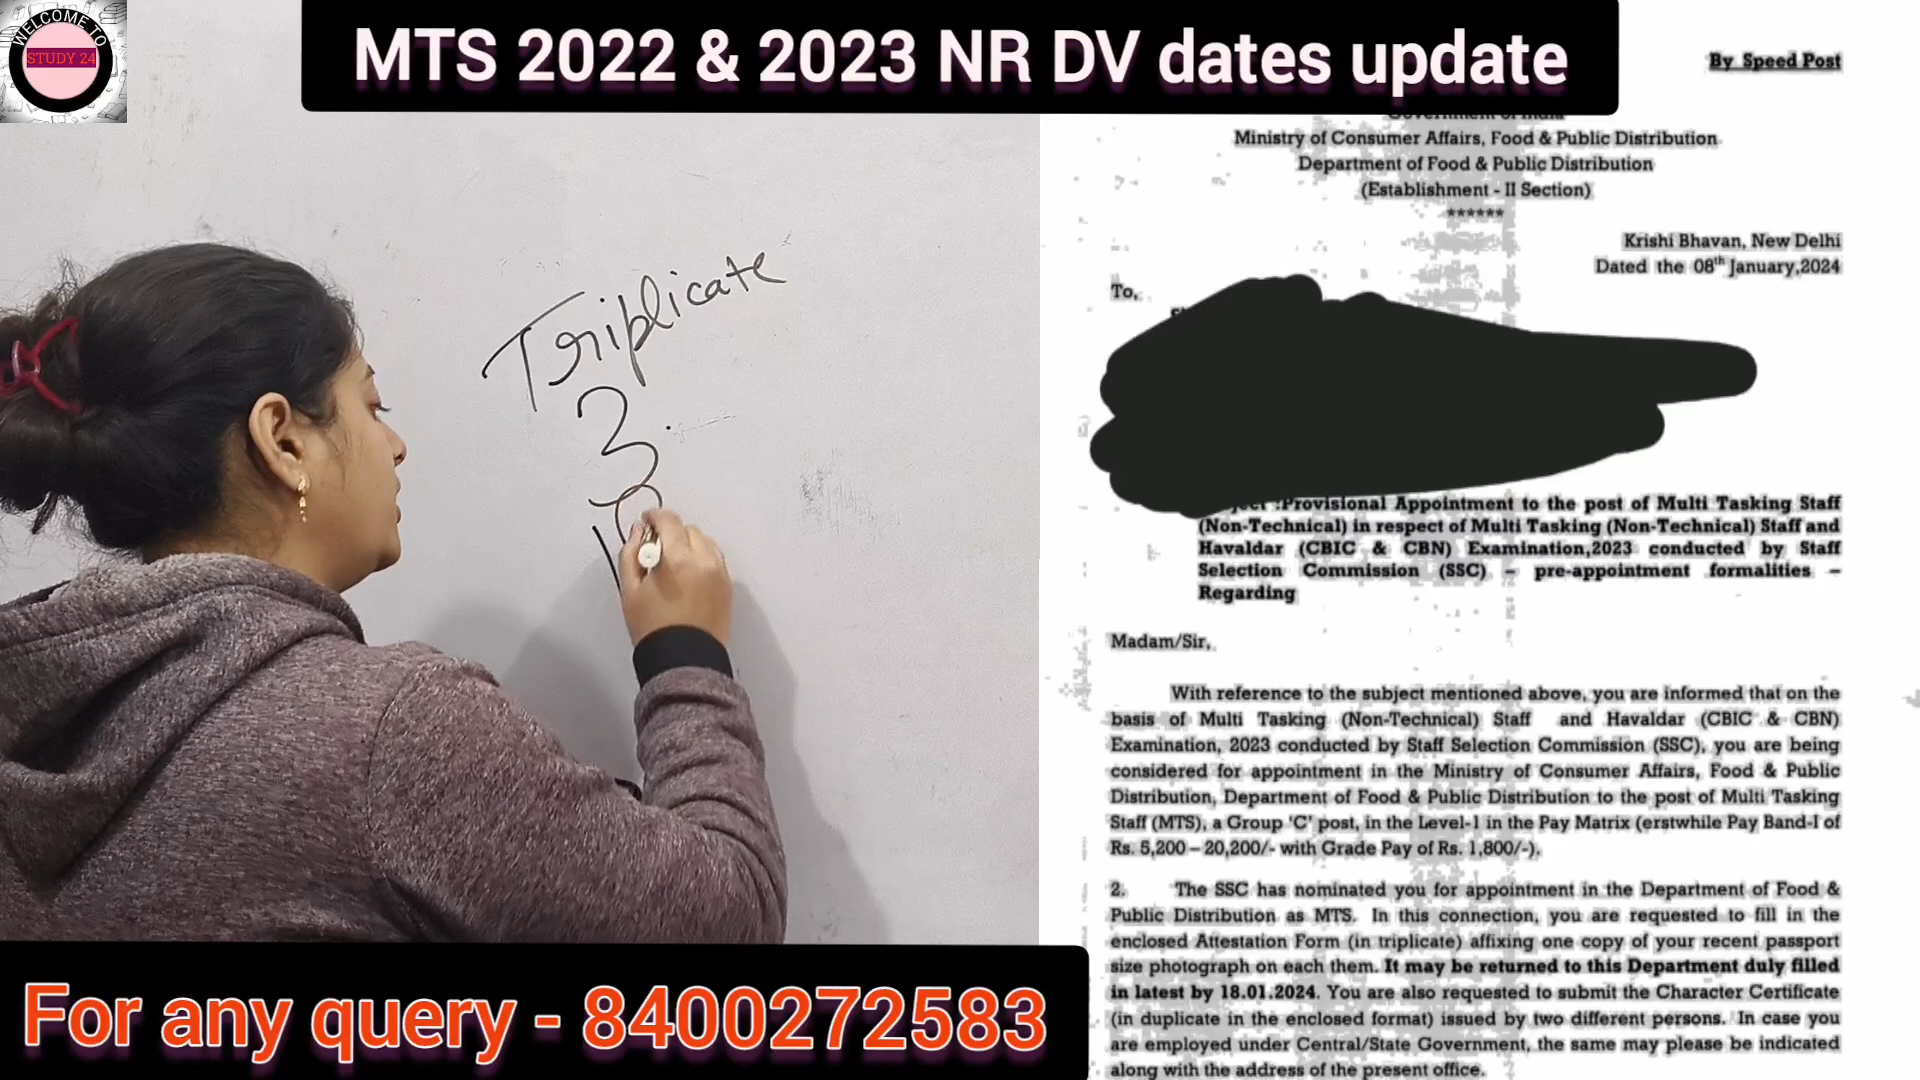 WELCOME TO
STUDY 24
MTS 2022 & 2023 NR DV dates update
Triplicate
3
For any query - 8400272583
By Speed Post
Government of India
Ministry of Consumer Affairs, Food & Public Distribution
Department of Food & Public Distribution
(Establishment - II Section)
******
Krishi Bhavan, New Delhi
Dated the 08th January,2024
To,
:Provisional Appointment to the post of Multi Tasking Staff
(Non-Technical) in respect of Multi Tasking (Non-Technical) Staff and
Havaldar (CBIC & CBN) Examination,2023 conducted by Staff
Selection Commission (SSC) – pre-appointment formalities –
Regarding
Madam/Sir,
With reference to the subject mentioned above, you are informed that on the
basis of Multi Tasking (Non-Technical) Staff and Havaldar (CBIC & CBN)
Examination, 2023 conducted by Staff Selection Commission (SSC), you are being
considered for appointment in the Ministry of Consumer Affairs, Food & Public
Distribution, Department of Food & Public Distribution to the post of Multi Tasking
Staff (MTS), a Group 'C' post, in the Level-1 in the Pay Matrix (erstwhile Pay Band-I of
Rs. 5,200 – 20,200/- with Grade Pay of Rs. 1,800/-).
2. The SSC has nominated you for appointment in the Department of Food &
Public Distribution as MTS. In this connection, you are requested to fill in the
enclosed Attestation Form (in triplicate) affixing one copy of your recent passport
size photograph on each them. It may be returned to this Department duly filled
in latest by 18.01.2024. You are also requested to submit the Character Certificate
(in duplicate in the enclosed format) issued by two different persons. In case you
are employed under Central/State Government, the same may please be indicated
along with the address of the present office.